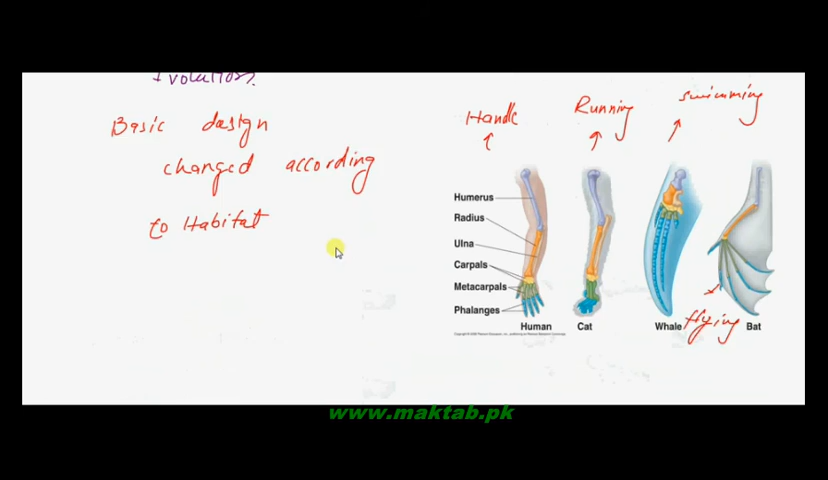 Basic design
changed according
to Habitat
Handle
Running
swimming
Humerus
Radius
Ulna
Carpals
Metacarpals
Phalanges
Human
Cat
Whale
flying
Bat
www.maktab.pk